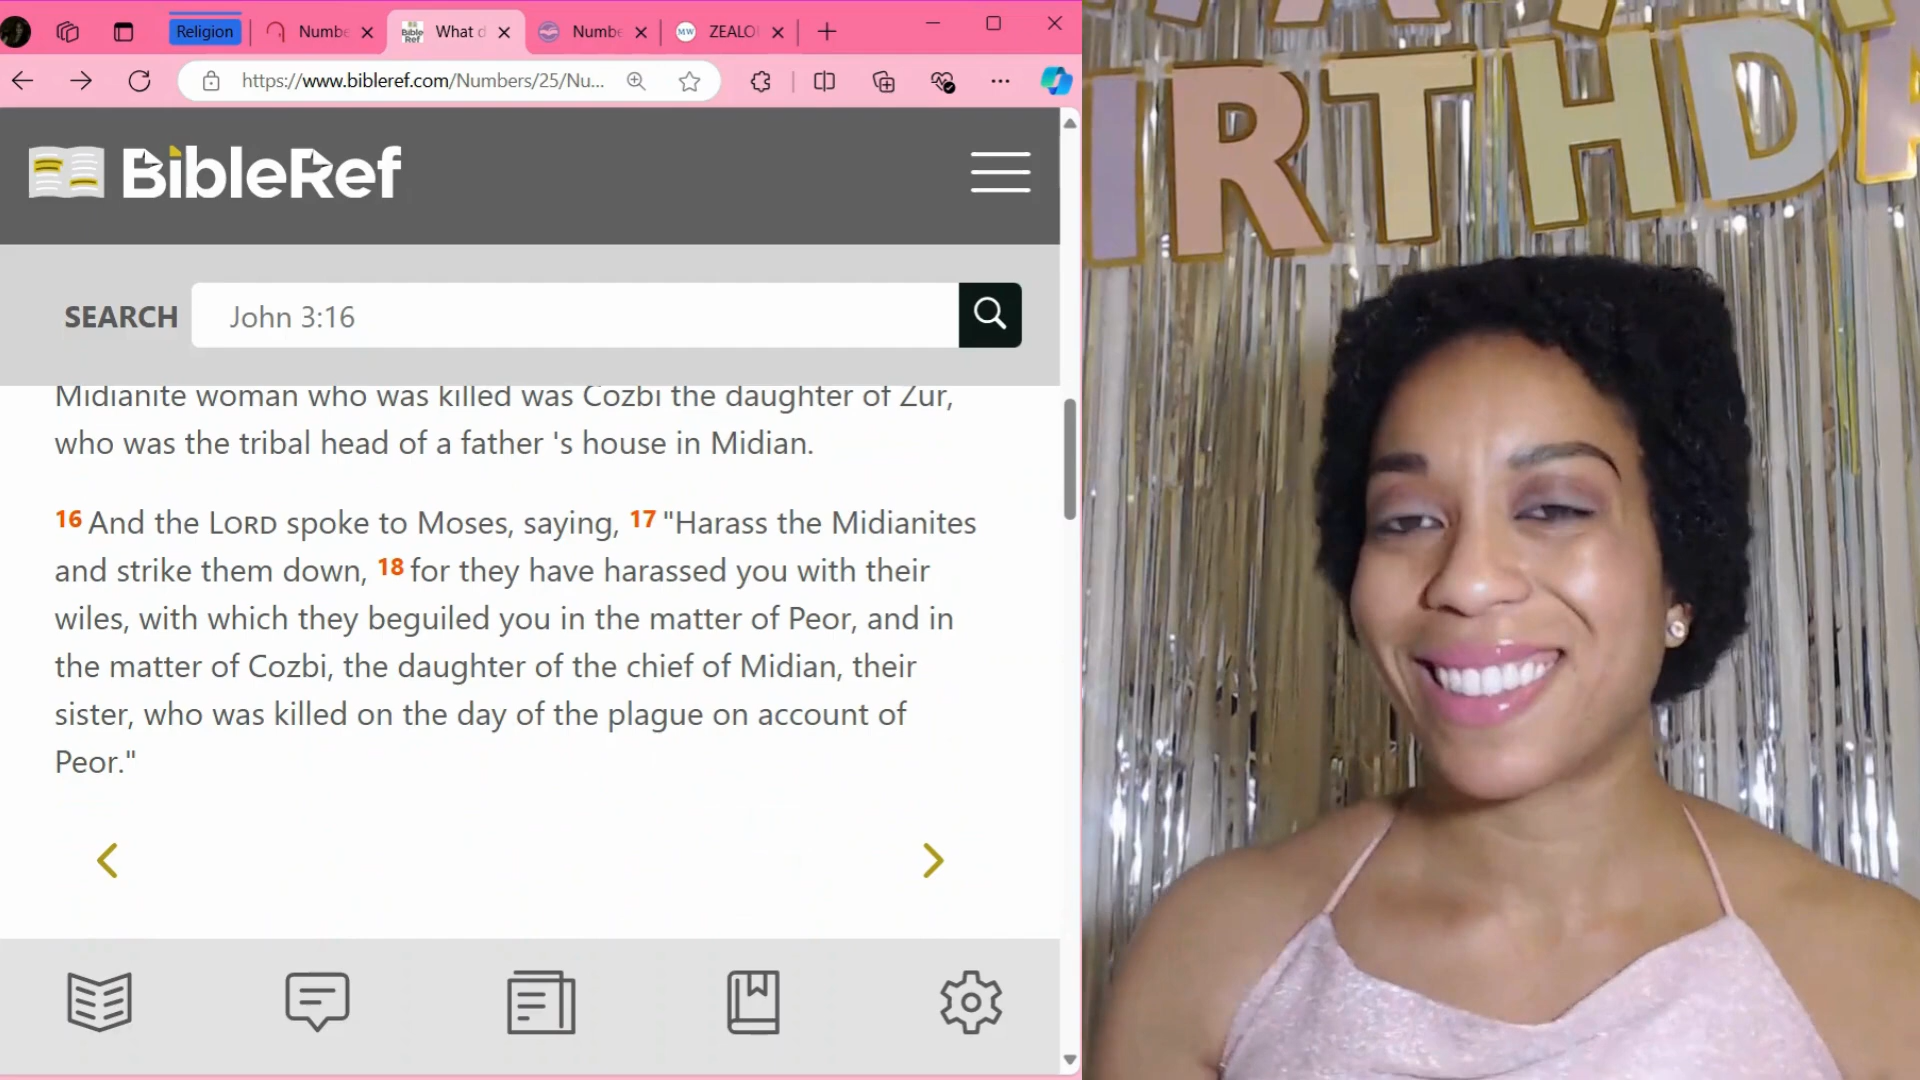 Religion
Numbe
What d
Numbe
MW
ZEALO
https://www.bibleref.com/Numbers/25/Nu...
Bible
Ref
BibleRef
SEARCH
John 3:16
Midianite woman who was killed was Cozbi the daughter of Zur,
who was the tribal head of a father 's house in Midian.
16 And the LORD spoke to Moses, saying, 17 "Harass the Midianites
and strike them down, 18 for they have harassed you with their
wiles, with which they beguiled you in the matter of Peor, and in
the matter of Cozbi, the daughter of the chief of Midian, their
sister, who was killed on the day of the plague on account of
Peor."
IRTHD